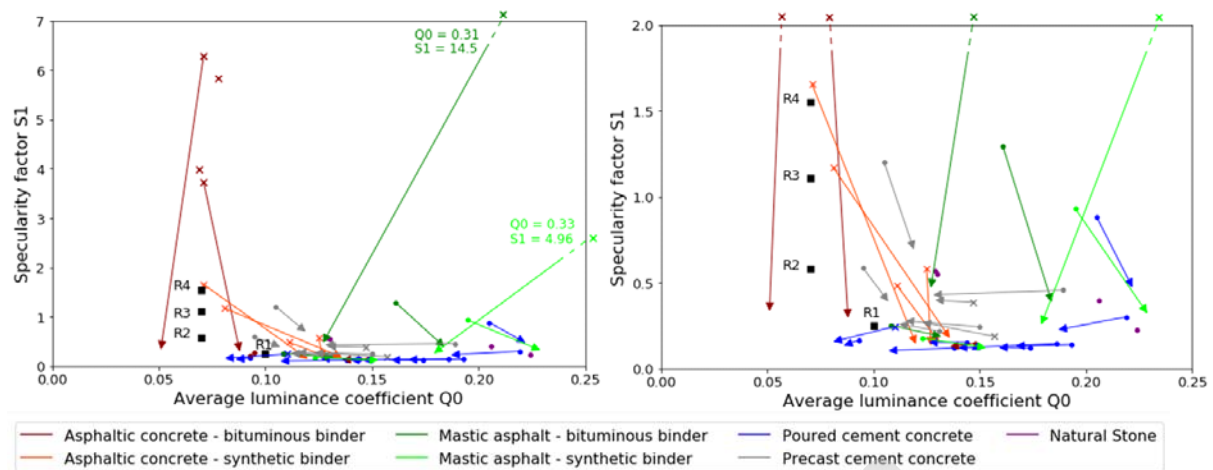 7
6
5
4
3
2
1
0
0.00
0.05
0.10
0.15
0.20
0.25
Specularity factor S1
Average luminance coefficient Q0
Q0 = 0.31
S1 = 14.5
Q0 = 0.33
S1 = 4.96
R4
R3
R2
R1
2.0
1.5
1.0
0.5
0.0
0.00
0.05
0.10
0.15
0.20
0.25
Specularity factor S1
Average luminance coefficient Q0
R4
R3
R2
R1
Asphaltic concrete - bituminous binder
Asphaltic concrete - synthetic binder
Mastic asphalt - bituminous binder
Mastic asphalt - synthetic binder
Poured cement concrete
Precast cement concrete
Natural Stone